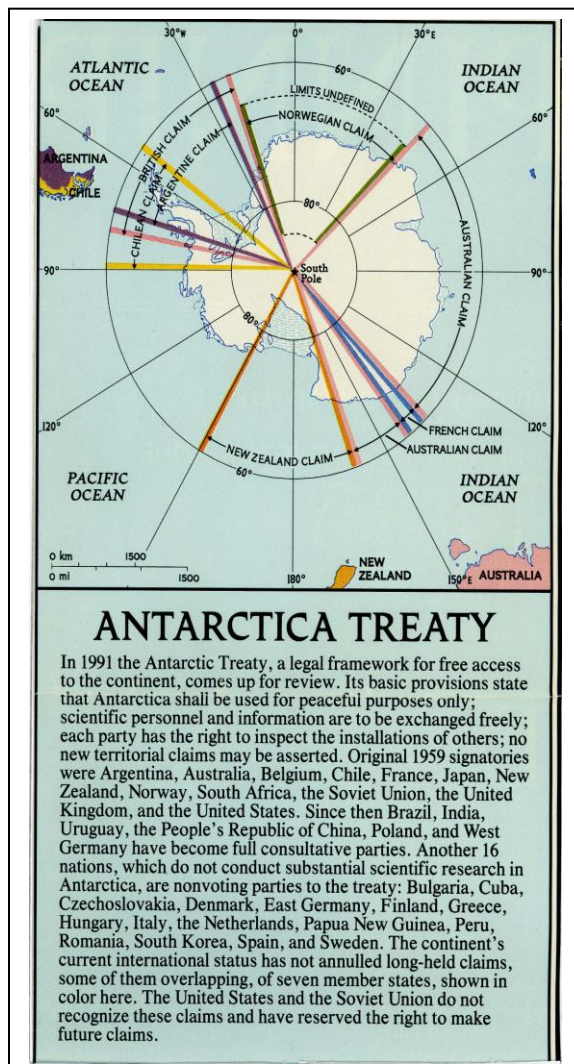 30°W
0°
30°E
ATLANTIC
OCEAN
INDIAN
OCEAN
60°
LIMITS UNDEFINED
NORWEGIAN CLAIM
60°
60°
BRITISH CLAIM
ARGENTINE CLAIM
CHILEAN CLAIM
ARGENTINA
CHILE
80°
AUSTRALIAN CLAIM
90°
South
Pole
90°
80°
120°
120°
FRENCH CLAIM
AUSTRALIAN CLAIM
NEW ZEALAND CLAIM
60°
PACIFIC
OCEAN
INDIAN
OCEAN
0 km 1500
0 mi 1500
180°
NEW
ZEALAND
150°E
AUSTRALIA
ANTARCTICA TREATY
In 1991 the Antarctic Treaty, a legal framework for free access
to the continent, comes up for review. Its basic provisions state
that Antarctica shall be used for peaceful purposes only;
scientific personnel and information are to be exchanged freely;
each party has the right to inspect the installations of others; no
new territorial claims may be asserted. Original 1959 signatories
were Argentina, Australia, Belgium, Chile, France, Japan, New
Zealand, Norway, South Africa, the Soviet Union, the United
Kingdom, and the United States. Since then Brazil, India,
Uruguay, the People's Republic of China, Poland, and West
Germany have become full consultative parties. Another 16
nations, which do not conduct substantial scientific research in
Antarctica, are nonvoting parties to the treaty: Bulgaria, Cuba,
Czechoslovakia, Denmark, East Germany, Finland, Greece,
Hungary, Italy, the Netherlands, Papua New Guinea, Peru,
Romania, South Korea, Spain, and Sweden. The continent's
current international status has not annulled long-held claims,
some of them overlapping, of seven member states, shown in
color here. The United States and the Soviet Union do not
recognize these claims and have reserved the right to make
future claims.